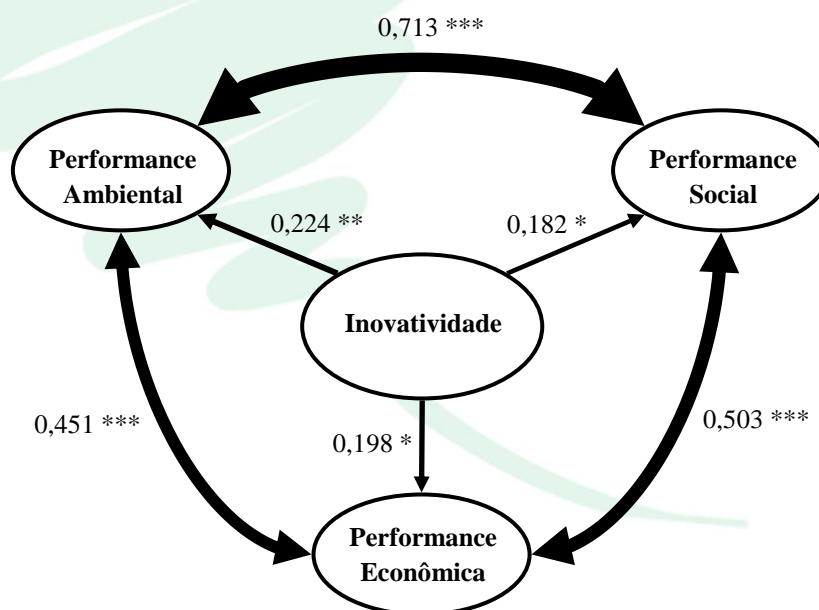 0,713 ***
Performance
Ambiental
Performance
Social
0,224 **
0,182 *
Inovatividade
0,451 ***
0,198 *
0,503 ***
Performance
Econômica